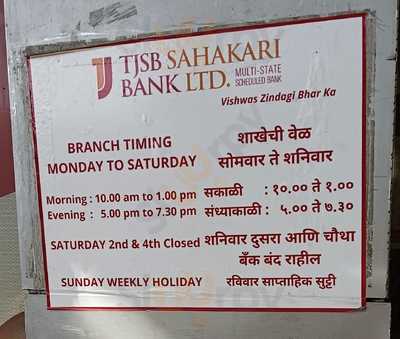 TJSB SAHAKARI
BANK LTD. MULTI-STATE SCHEDULED BANK
Vishwas Zindagi Bhar Ka
BRANCH TIMING
MONDAY TO SATURDAY
शाखेची वेळ
सोमवार ते शनिवार
Morning : 10.00 am to 1.00 pm
Evening : 5.00 pm to 7.30 pm
सकाळी : १०.०० ते १.००
संध्याकाळी : ५.०० ते ७.३०
SATURDAY 2nd & 4th Closed
शनिवार दुसरा आणि चौथा
बँक बंद राहील
SUNDAY WEEKLY HOLIDAY
रविवार साप्ताहिक सुट्टी